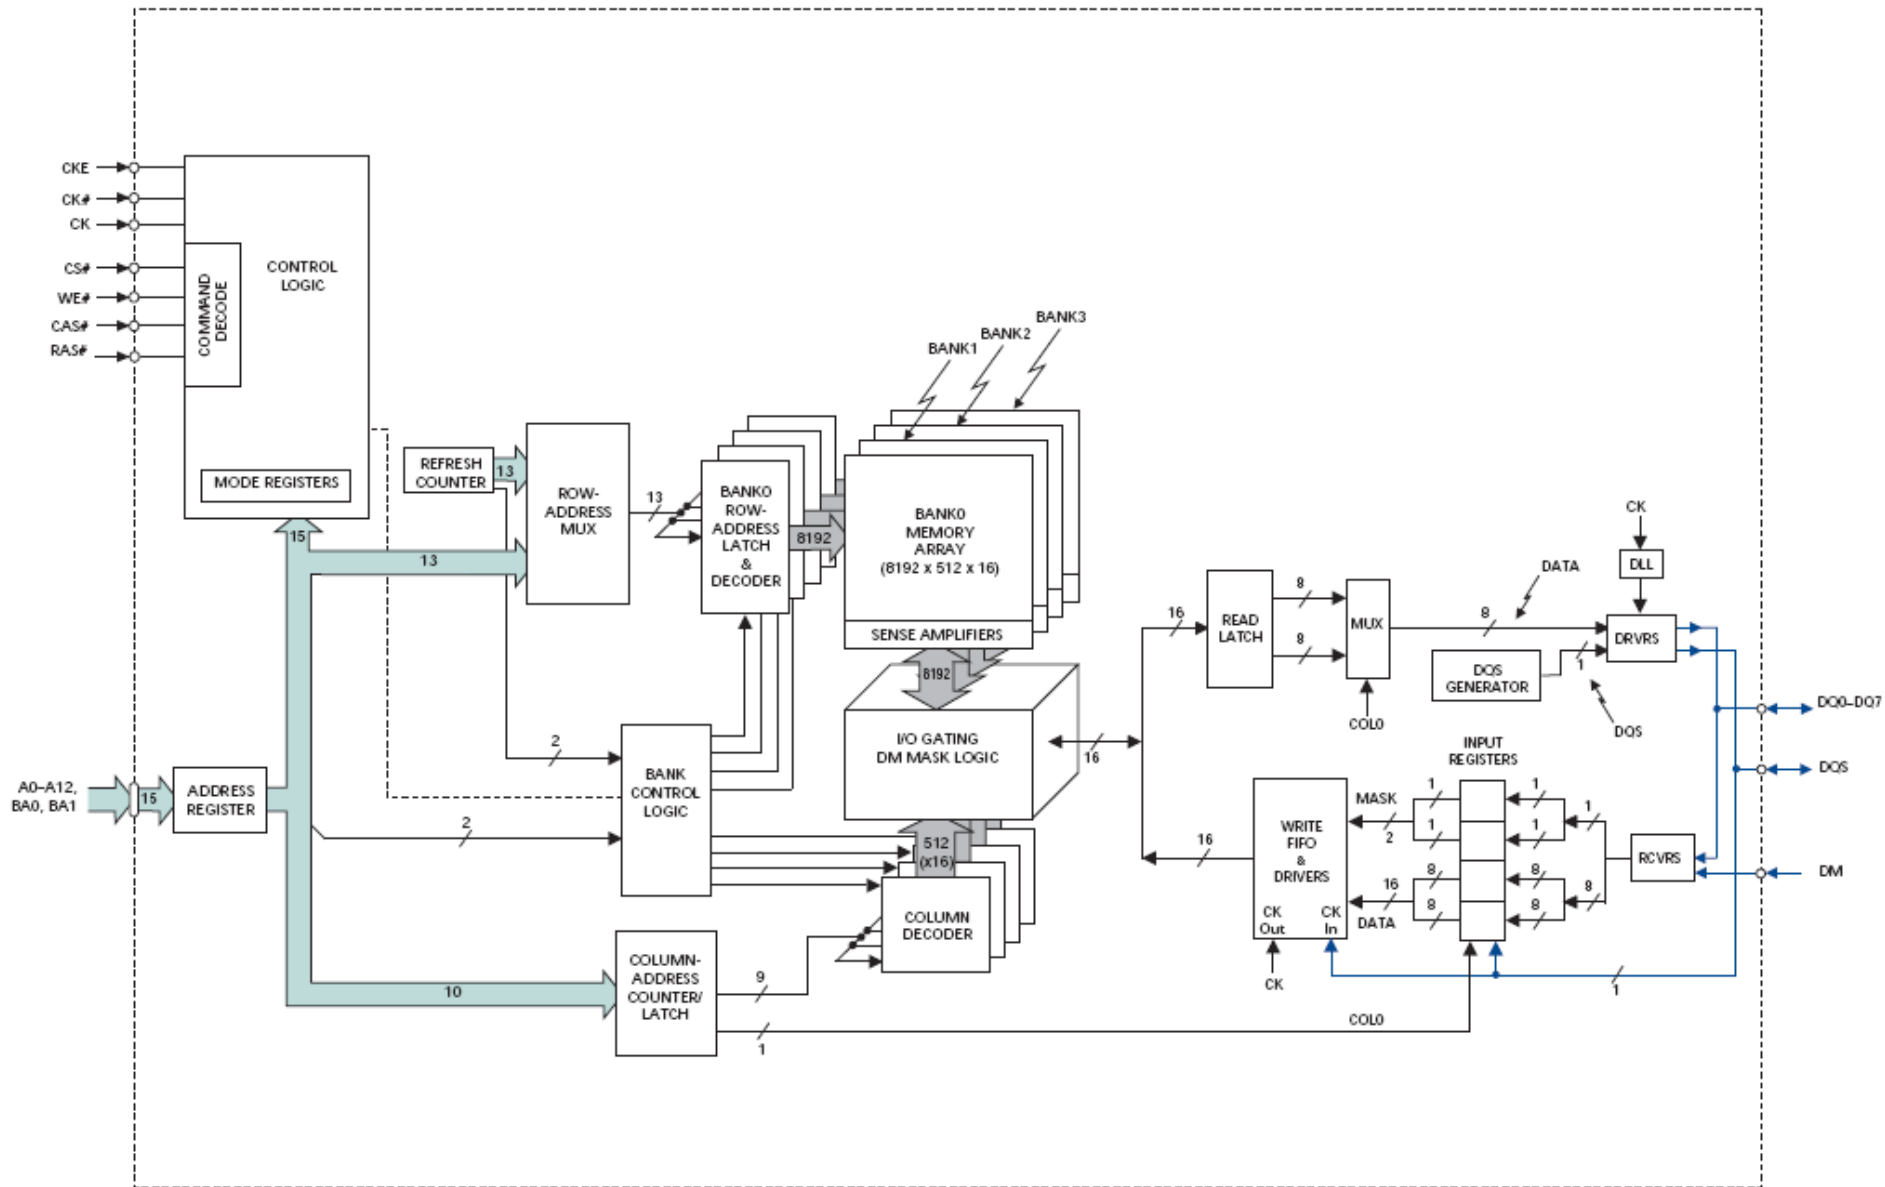 CKE
CK#
CK
CS#
WE#
CAS#
RAS#
COMMAND
DECODE
CONTROL
LOGIC
MODE REGISTERS
15
REFRESH
COUNTER
13
13
ROW-
ADDRESS
MUX
13
BANK0
ROW-
ADDRESS
LATCH
&
DECODER
8192
BANK1
BANK2
BANK3
BANK0
MEMORY
ARRAY
(8192 x 512 x 16)
SENSE AMPLIFIERS
8192
I/O GATING
DM MASK LOGIC
16
A0–A12,
BA0, BA1
15
ADDRESS
REGISTER
2
2
BANK
CONTROL
LOGIC
512
(x16)
COLUMN
DECODER
10
COLUMN-
ADDRESS
COUNTER/
LATCH
9
1
COL0
16
READ
LATCH
8
8
MUX
COL0
8
DATA
CK
DLL
DRVRS
DQS
GENERATOR
1
DQS
DQ0–DQ7
DQS
DM
INPUT
REGISTERS
16
WRITE
FIFO
&
DRIVERS
CK
Out
CK
In
CK
MASK
2
16
DATA
1
1
8
8
1
1
8
8
1
8
RCVRS
1